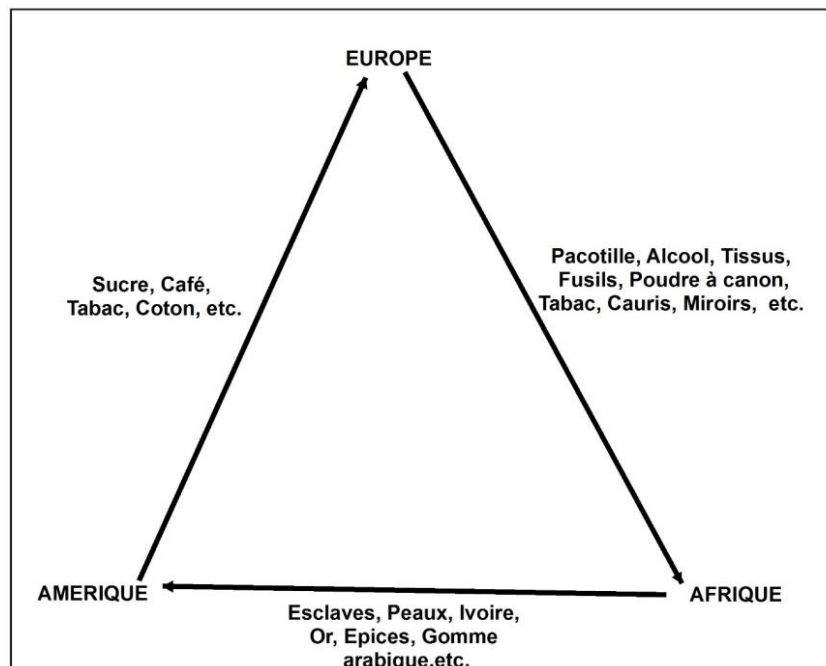 EUROPE
Sucre, Café,
Tabac, Coton, etc.
Pacotille, Alcool, Tissus,
Fusils, Poudre à canon,
Tabac, Cauris, Miroirs, etc.
AMERIQUE
AFRIQUE
Esclaves, Peaux, Ivoire,
Or, Epices, Gomme
arabique,etc.